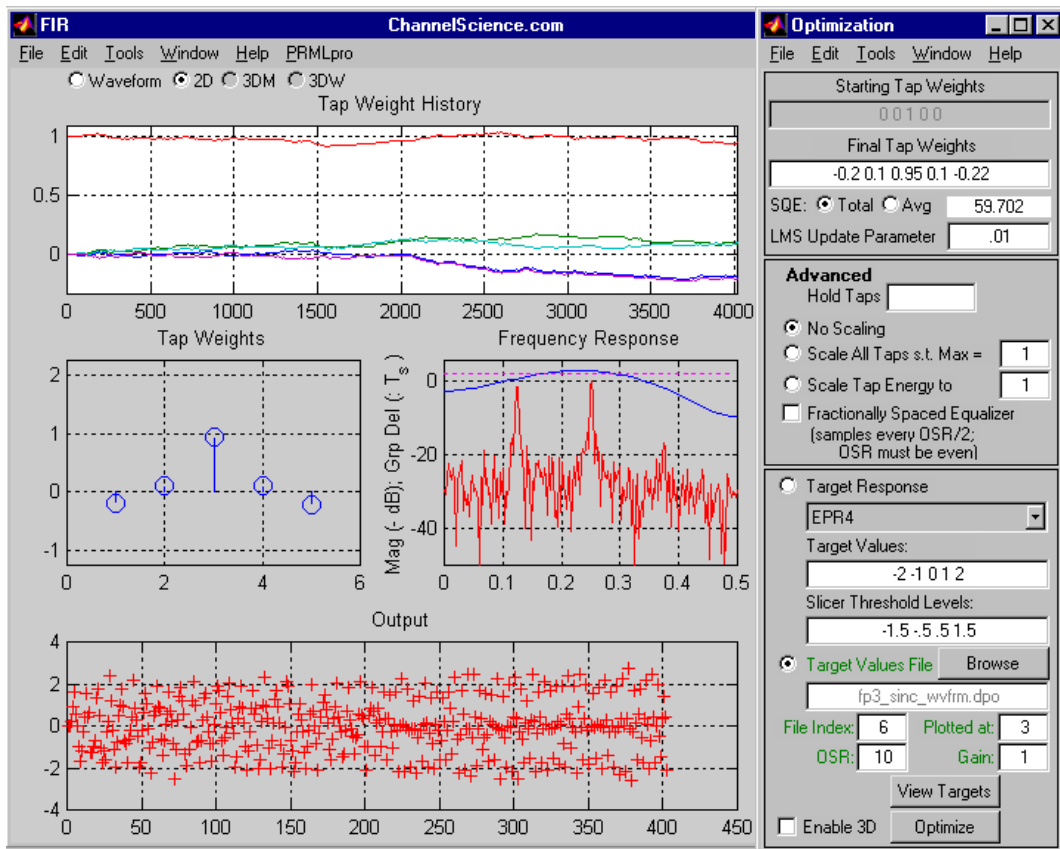 FIR ChannelScience.com
File Edit Tools Window Help PRMLpro
Waveform 2D 3DM 3DW
Tap Weight History
1
0.5
0
0 500 1000 1500 2000 2500 3000 3500 4000
Tap Weights
2
1
0
-1
0 2 4 6
Frequency Response
Mag (- dB); Grp Del (: T_s)
0
-20
-40
0 0.1 0.2 0.3 0.4 0.5
Output
4
2
0
-2
-4
0 50 100 150 200 250 300 350 400 450
Optimization
File Edit Tools Window Help
Starting Tap Weights
0 0 1 0 0
Final Tap Weights
-0.2 0.1 0.95 0.1 -0.22
SQE: Total Avg 59.702
LMS Update Parameter .01
Advanced
Hold Taps
No Scaling
Scale All Taps s.t. Max = 1
Scale Tap Energy to 1
Fractionally Spaced Equalizer
(samples every OSR/2;
OSR must be even)
Target Response
EPR4
Target Values:
-2 -1 0 1 2
Slicer Threshold Levels:
-1.5 -.5 .5 1.5
Target Values File Browse
fp3_sinc_wvfrm.dpo
File Index: 6 Plotted at: 3
OSR: 10 Gain: 1
View Targets
Enable 3D Optimize